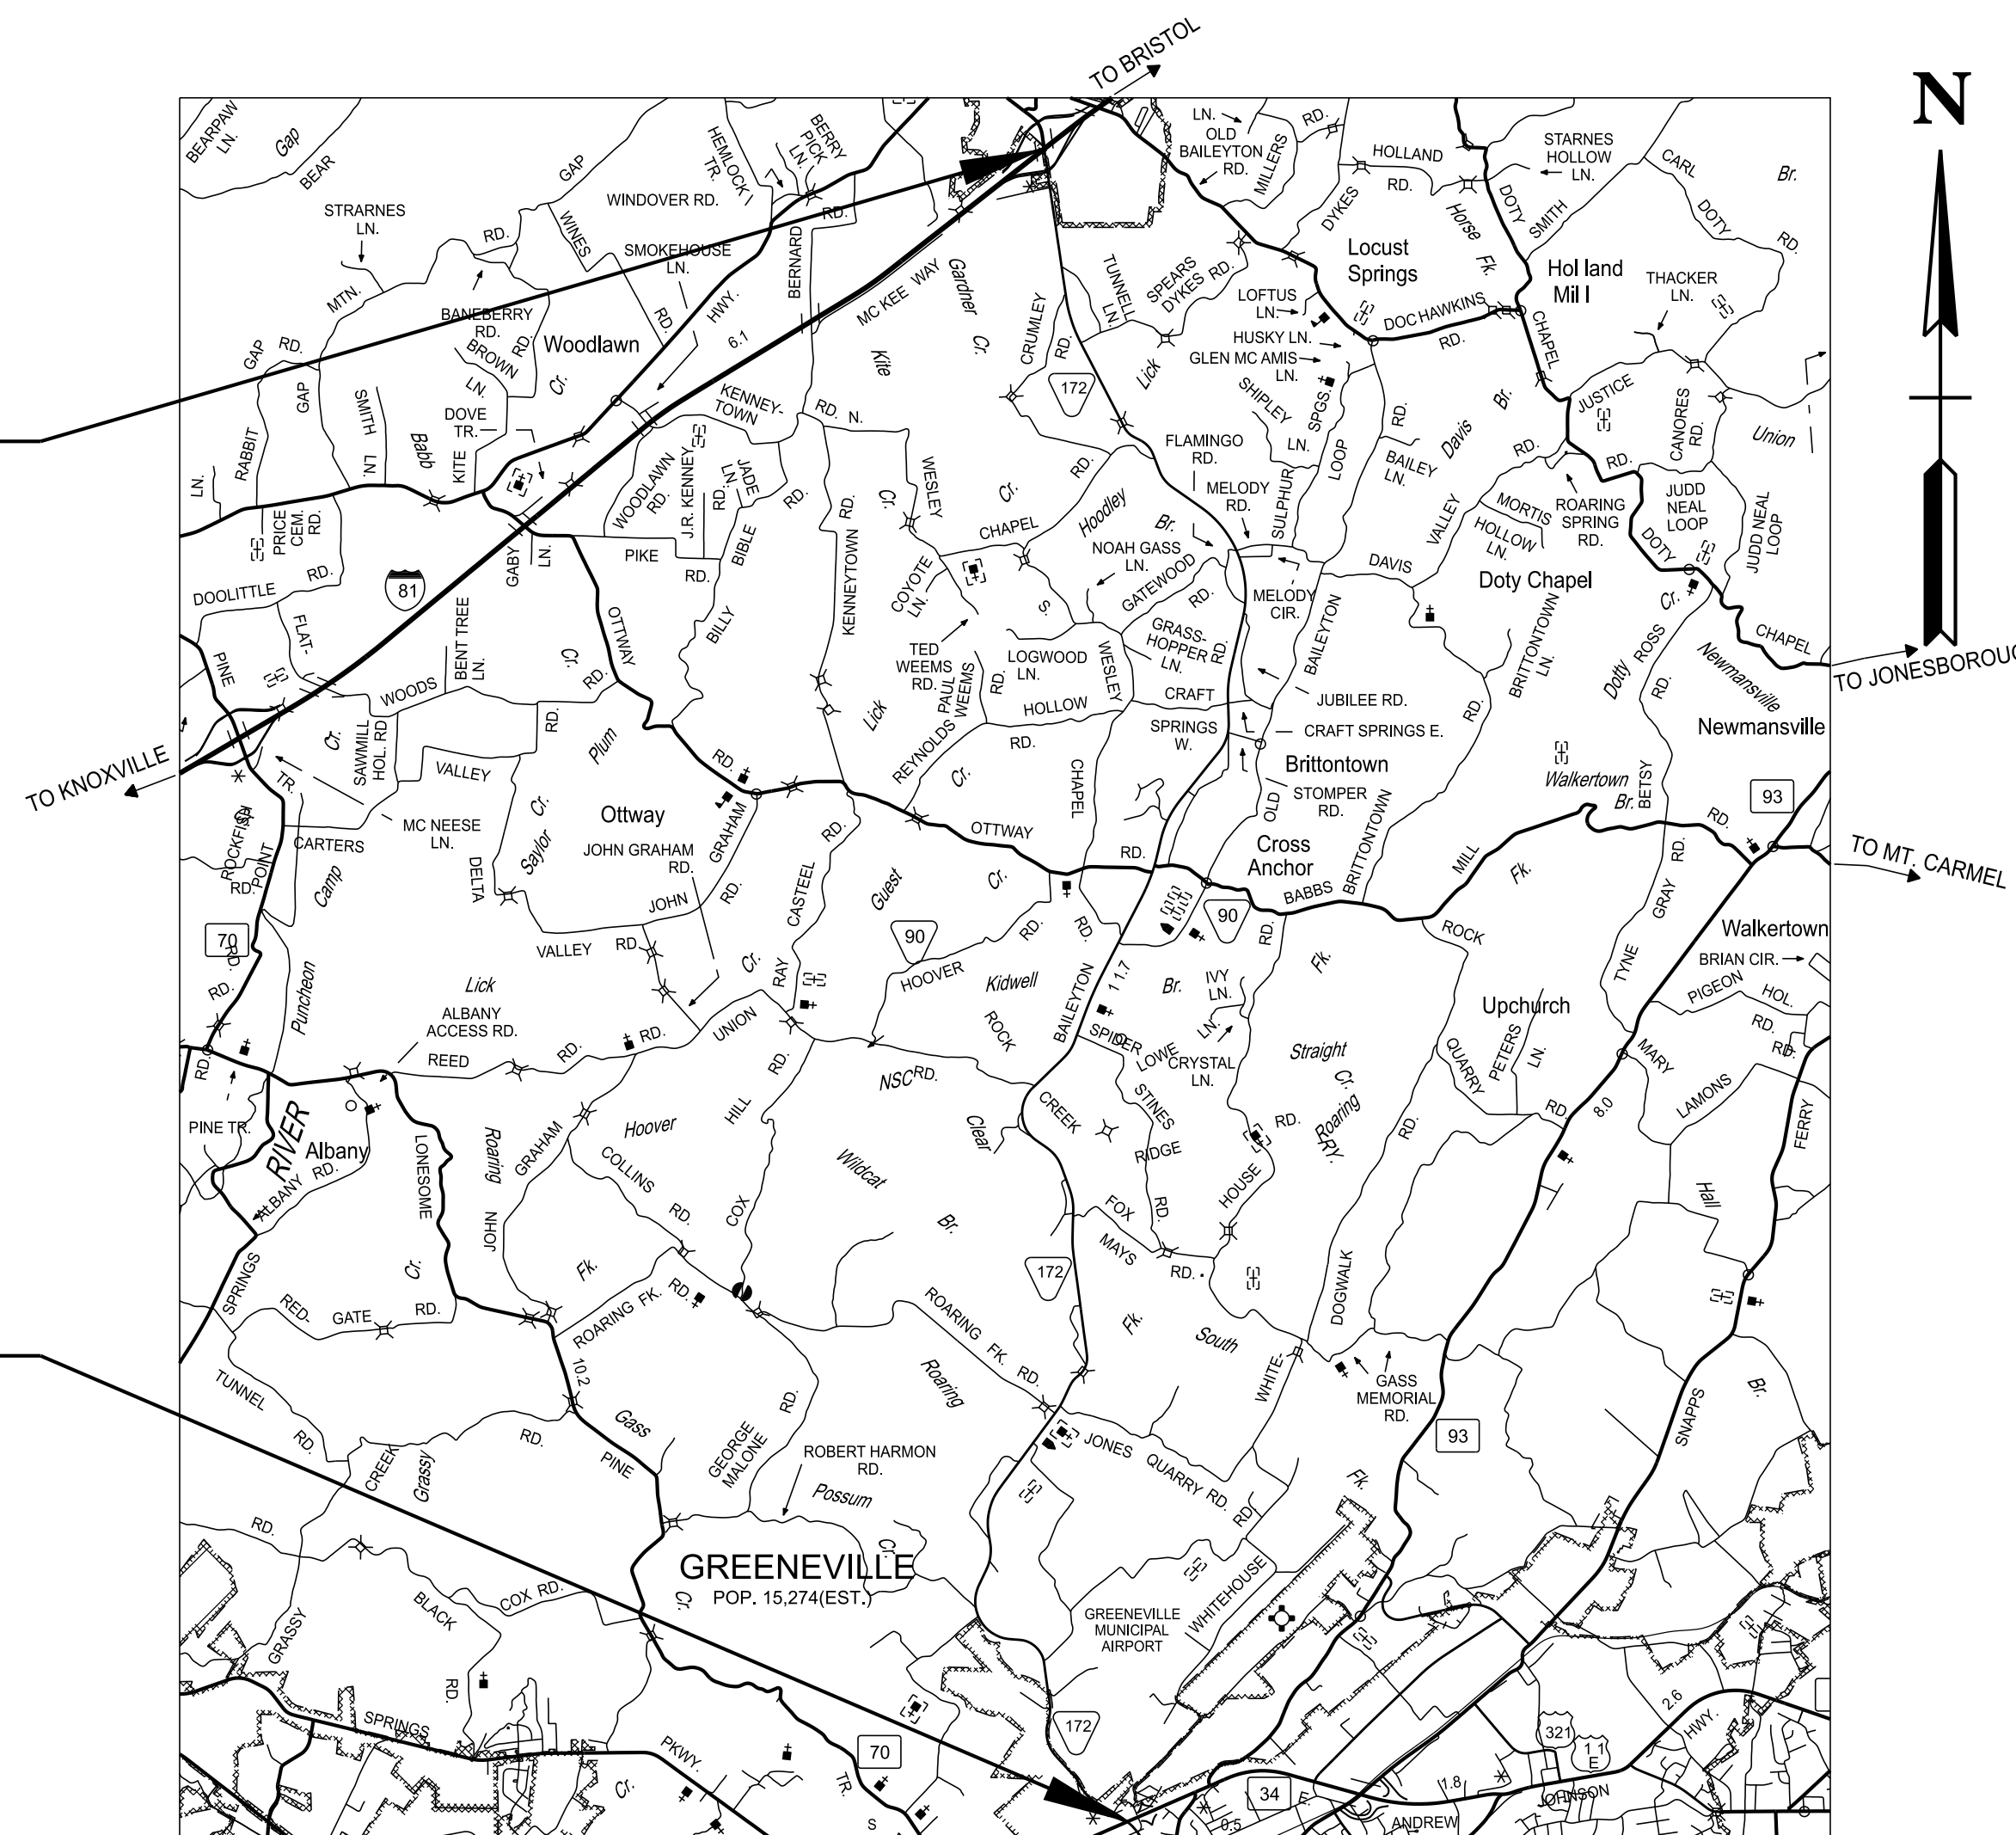 TO BRISTOL
N
BEARPAW
LN.
Gap
BEAR
GAP
HEMLOCK
TR.
BERRY
PICK
LN.
LN.
OLD
BAILEYTON
RD.
MILLERS
RD.
HOLLAND
RD.
STARNES
HOLLOW
LN.
CARL
DOTY
RD.
Br.
STRARNES
LN.
WINDOVER RD.
RD.
WINES
RD.
SMOKEHOUSE
LN.
HWY.
RD.
BERNARD
MC KEE WAY
Gardner
Cr.
TUNNELL
LN.
SPEARS
DYKES RD.
DYKES
Locust
Springs
Horse
Fk.
DOTY
SMITH
Hol land
Mil l
THACKER
LN.
MTN.
BANEBERRY
RD.
BROWN
LN.
RD.
Woodlawn
Cr.
6.1
Kite
CRUMLEY
RD.
172
Lick
LOFTUS
LN.
HUSKY LN.
GLEN MC AMIS
LN.
DOC HAWKINS
RD.
CHAPEL
GAP
RD.
GAP
SMITH
LN.
RABBIT
LN.
DOVE
TR.
KITE
Babb
KENNEY-
TOWN
RD. N.
SHIPLEY
LN.
SPGS.
LOOP
RD.
BAILEY
LN.
Davis
Br.
JUSTICE
RD.
CANORES
RD.
Union
FLAMINGO
RD.
MELODY
RD.
SULPHUR
WESLEY
Cr.
CHAPEL
RD.
Cr.
Hoodley
Br.
PRICE
CEM.
RD.
WOODLAWN
RD.
J.R. KENNEY
RD.
JADE
LN.
RD.
BIBLE
PIKE
RD.
GABY
LN.
RD.
KENNEYTOWN
VALLEY
MORTIS
HOLLOW
LN.
ROARING
SPRING
RD.
RD.
JUDD
NEAL
LOOP
JUDD NEAL
LOOP
DOTY
DOOLITTLE
RD.
81
FLAT-
COYOTE
LN.
NOAH GASS
LN.
GATEWOOD
RD.
MELODY
CIR.
DAVIS
Doty Chapel
CHAPEL
TO JONESBOROUG
PINE
BENT TREE
LN.
OTTWAY
RD.
Cr.
BILLY
S.
TED
WEEMS
RD.
PAUL
WEEMS
RD.
LOGWOOD
LN.
WESLEY
GRASS-
HOPPER
LN.
RD.
BAILEYTON
BRITTONTOWN
LN.
RD.
Dotty
Cr.
ROSS
RD.
Newmansville
WOODS
RD.
HOLLOW
RD.
REYNOLDS
CRAFT
SPRINGS
W.
JUBILEE RD.
CRAFT SPRINGS E.
Newmansville
TO KNOXVILLE
TR.
Cr.
SAWMILL
HOL. RD
VALLEY
Plum
RD.
Lick
Cr.
CHAPEL
Brittontown
STOMPER
RD.
OLD
Walkertown
Br.
BETSY
93
RD.
TO MT. CARMEL
ROCKFISH
RD.
POINT
CARTERS
MC NEESE
LN.
DELTA
Saylor
Cr.
Ottway
JOHN GRAHAM
RD.
GRAHAM
RD.
JOHN
RD.
OTTWAY
RD.
Cross
Anchor
BABBS
BRITTONTOWN
MILL
Fk.
GRAY
RD.
TYNE
Camp
70
RD.
RD.
Puncheon
VALLEY
RD.
CASTEEL
RD.
RAY
Cr.
Guest
Cr.
90
HOOVER
RD.
RD.
90
RD.
Fk.
ROCK
Walkertown
BRIAN CIR.
PIGEON
HOL.
RD.
RD.
Lick
ALBANY
ACCESS RD.
REED
RD.
RD.
UNION
Kidwell
ROCK
BAILEYTON
1 1.7
Br.
IVY
LN.
SPIDER
LN.
LOWE
CRYSTAL
LN.
Straight
Cr.
Upchurch
QUARRY
PETERS
LN.
RD.
MARY
LAMONS
8.0
RD.
PINE TR.
RIVER
Albany
ALBANY
RD.
LONESOME
Cr.
Roaring
JOHN
GRAHAM
COLLINS
RD.
Hoover
Fk.
HILL
RD.
COX
NSC
RD.
Clear
CREEK
STINES
RIDGE
RD.
RD.
Roaring
RY.
RD.
HOUSE
Wildcat
Br.
FOX
MAYS
RD.
172
Hall
FERRY
SPRINGS
RED-
GATE
RD.
ROARING FK.
RD.
ROARING
FK.
RD.
Fk.
South
WHITE-
DOGWALK
GASS
MEMORIAL
RD.
TUNNEL
RD.
CREEK
Grassy
10.2
RD.
Gass
PINE
GEORGE
MALONE
RD.
ROBERT HARMON
RD.
Possum
Cr.
Roaring
JONES
QUARRY RD.
RD.
Fk.
93
SNAPPS
Br.
RD.
GRASSY
BLACK
RD.
COX RD.
GREENEVILLE
POP. 15,274(EST.)
Cr.
GREENEVILLE
MUNICIPAL
AIRPORT
WHITEHOUSE
SPRINGS
PKWY.
Cr.
TR.
S
70
172
34
E.
0.5
1.8
ANDREW
JOHNSON
321
1 1
E
2.6
HWY.